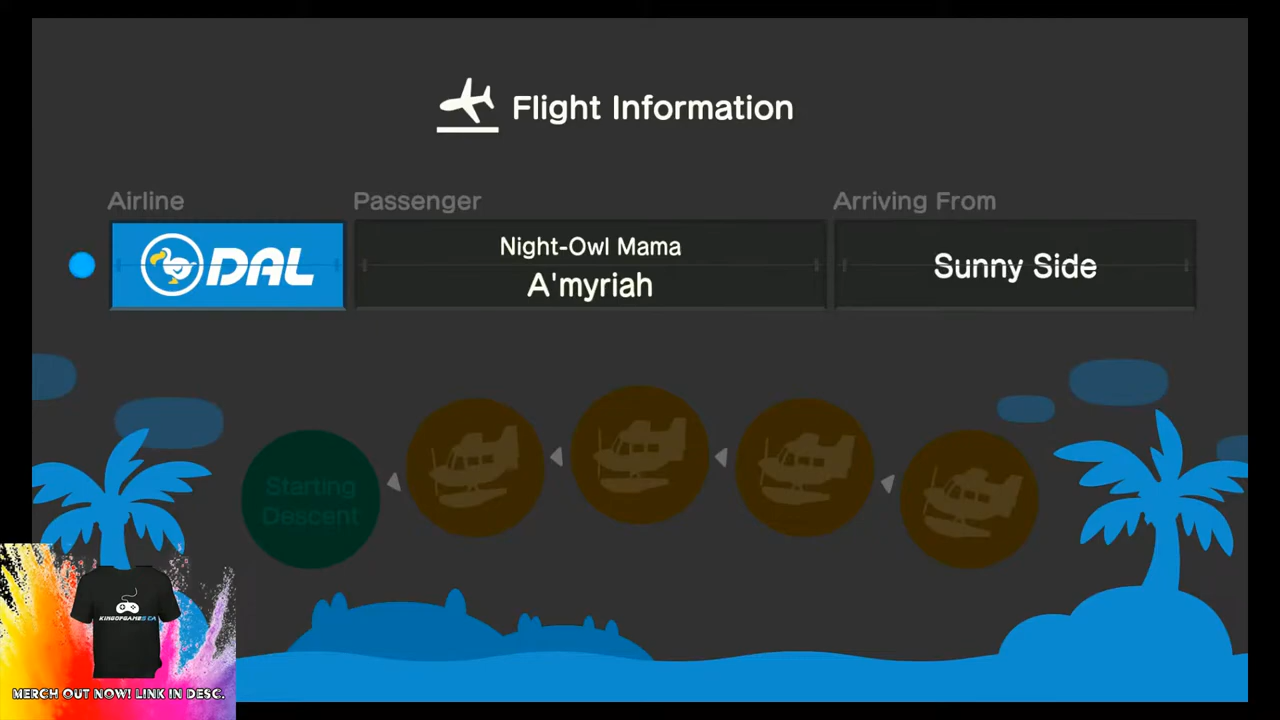 Flight Information
Airline
Passenger
Arriving From
DAL
Night-Owl Mama
A'myriah
Sunny Side
Starting
Descent
KINGOFGAMES CA
MERCH OUT NOW! LINK IN DESC.